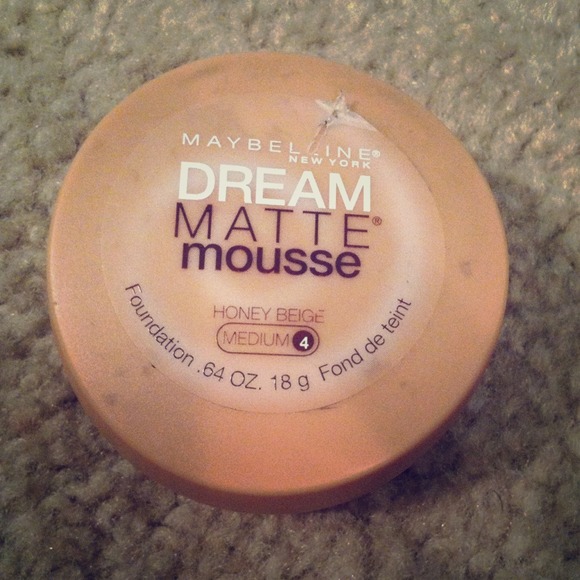 MAYBELLINE®
NEW YORK
DREAM
MATTE®
mousse
HONEY BEIGE
MEDIUM 4
Foundation .64 OZ. 18 g Fond de teint